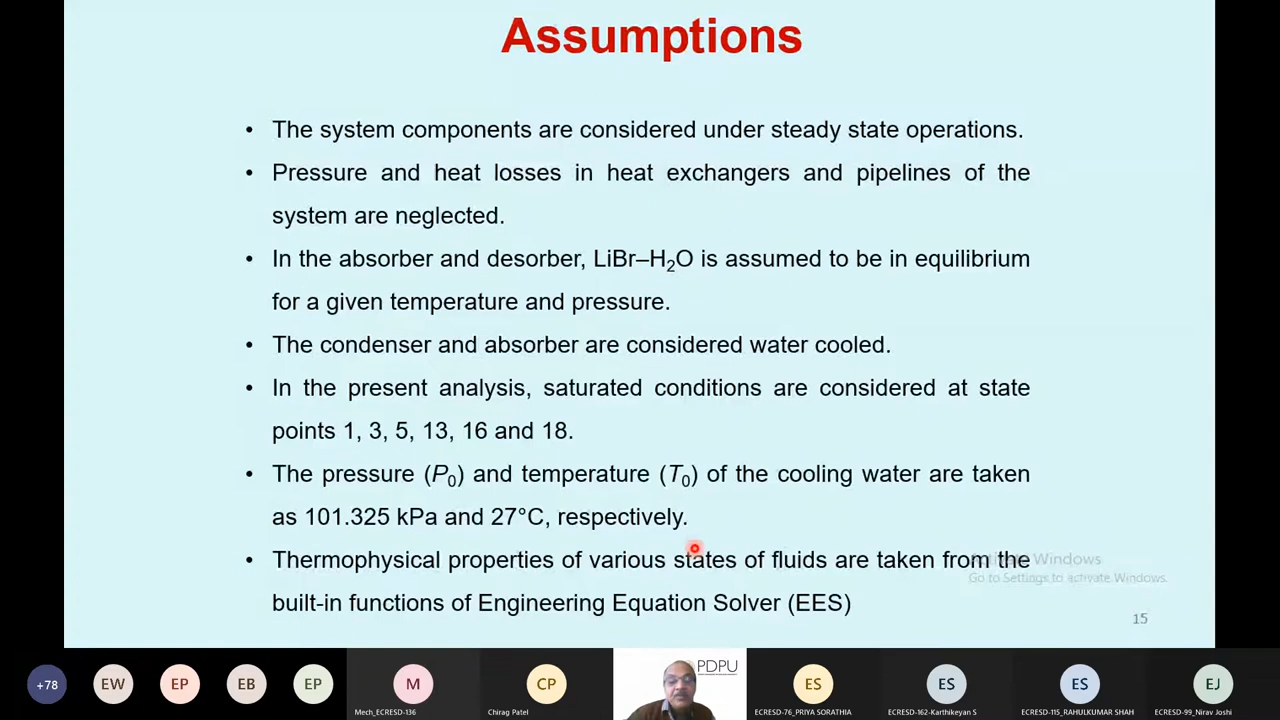 Assumptions
• The system components are considered under steady state operations.
• Pressure and heat losses in heat exchangers and pipelines of the
system are neglected.
• In the absorber and desorber, LiBr–H₂O is assumed to be in equilibrium
for a given temperature and pressure.
• The condenser and absorber are considered water cooled.
• In the present analysis, saturated conditions are considered at state
points 1, 3, 5, 13, 16 and 18.
• The pressure (P₀) and temperature (T₀) of the cooling water are taken
as 101.325 kPa and 27°C, respectively.
• Thermophysical properties of various states of fluids are taken from the
built-in functions of Engineering Equation Solver (EES)
Activate Windows
Go to Settings to activate Windows.
15
+78
EW
EP
EB
EP
M
CP
PDPU
ES
ES
ES
EJ
Mech_ECRESD-136
Chirag Patel
ECRESD-76_PRIYA SORATHIA
ECRESD-162-Karthikeyan S
ECRESD-115_RAHULKUMAR SHAH
ECRESD-99_Nirav Joshi